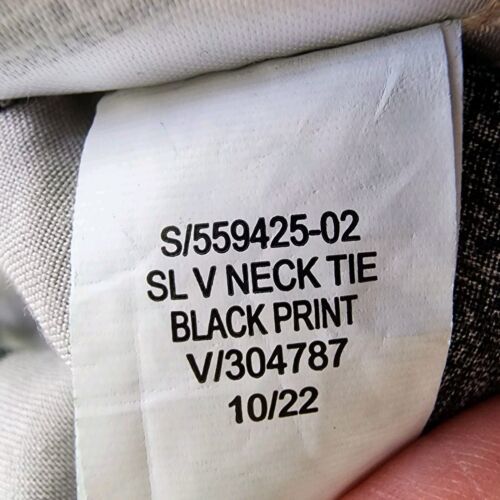 S/559425-02
SL V NECK TIE
BLACK PRINT
V/304787
10/22